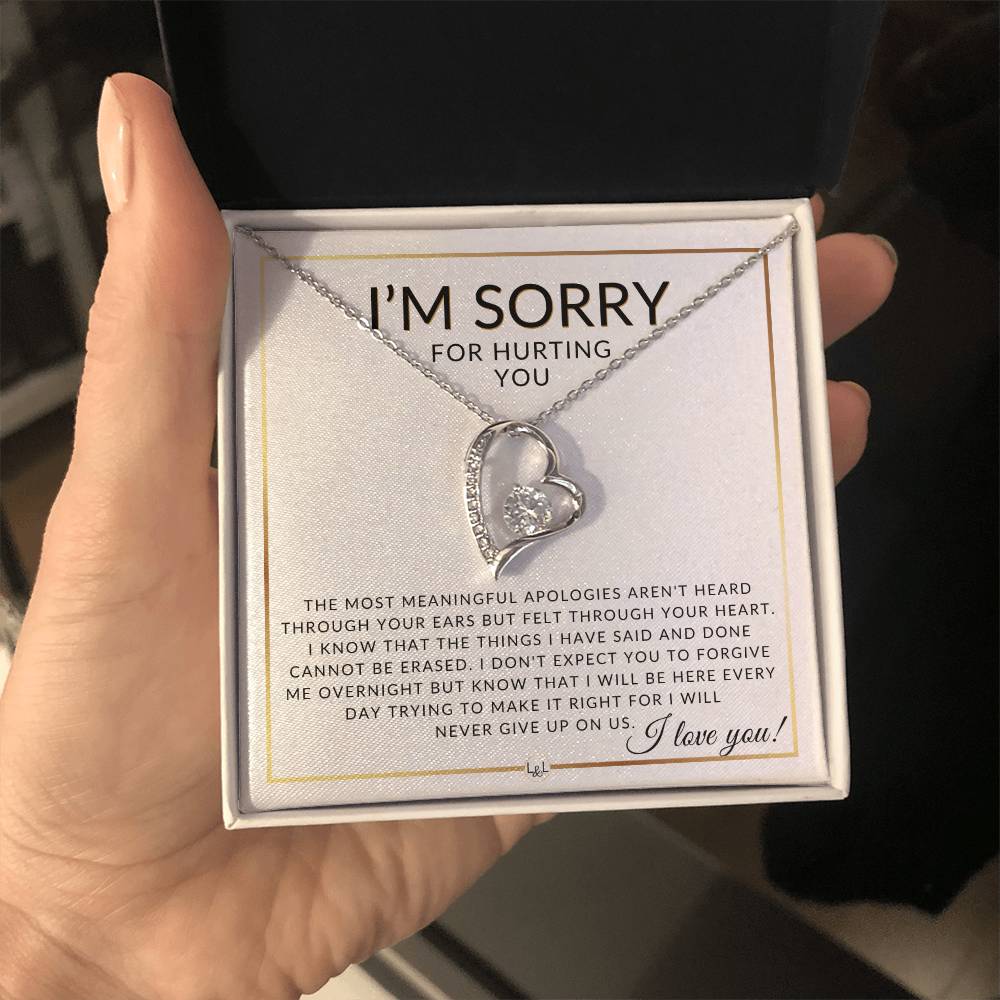 I'M SORRY
FOR HURTING
YOU
THE MOST MEANINGFUL APOLOGIES AREN'T HEARD
THROUGH YOUR EARS BUT FELT THROUGH YOUR HEART.
I KNOW THAT THE THINGS I HAVE SAID AND DONE
CANNOT BE ERASED. I DON'T EXPECT YOU TO FORGIVE
ME OVERNIGHT BUT KNOW THAT I WILL BE HERE EVERY
DAY TRYING TO MAKE IT RIGHT FOR I WILL
NEVER GIVE UP ON US. I love you!
L&L